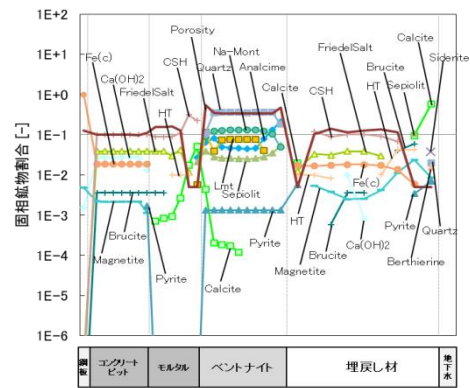 1E+2
1E+1
1E+0
1E-1
1E-2
1E-3
1E-4
1E-5
1E-6
固相鉱物割合 [-]
Fe(c)
Ca(OH)2
FriedelSalt
HT
CSH
Porosity
Quartz
Na-Mont
Analcime
Calcite
CSH
FriedelSalt
HT
Brucite
Sepiolit
Calcite
Siderite
Magnetite
Brucite
Pyrite
Lmt
Sepiolit
Calcite
Pyrite
HT
Magnetite
Brucite
Ca(OH)2
Fe(c)
Pyrite
Berthierine
Quartz
鋼板
コンクリートピット
モルタル
ベントナイト
埋戻し材
地下水